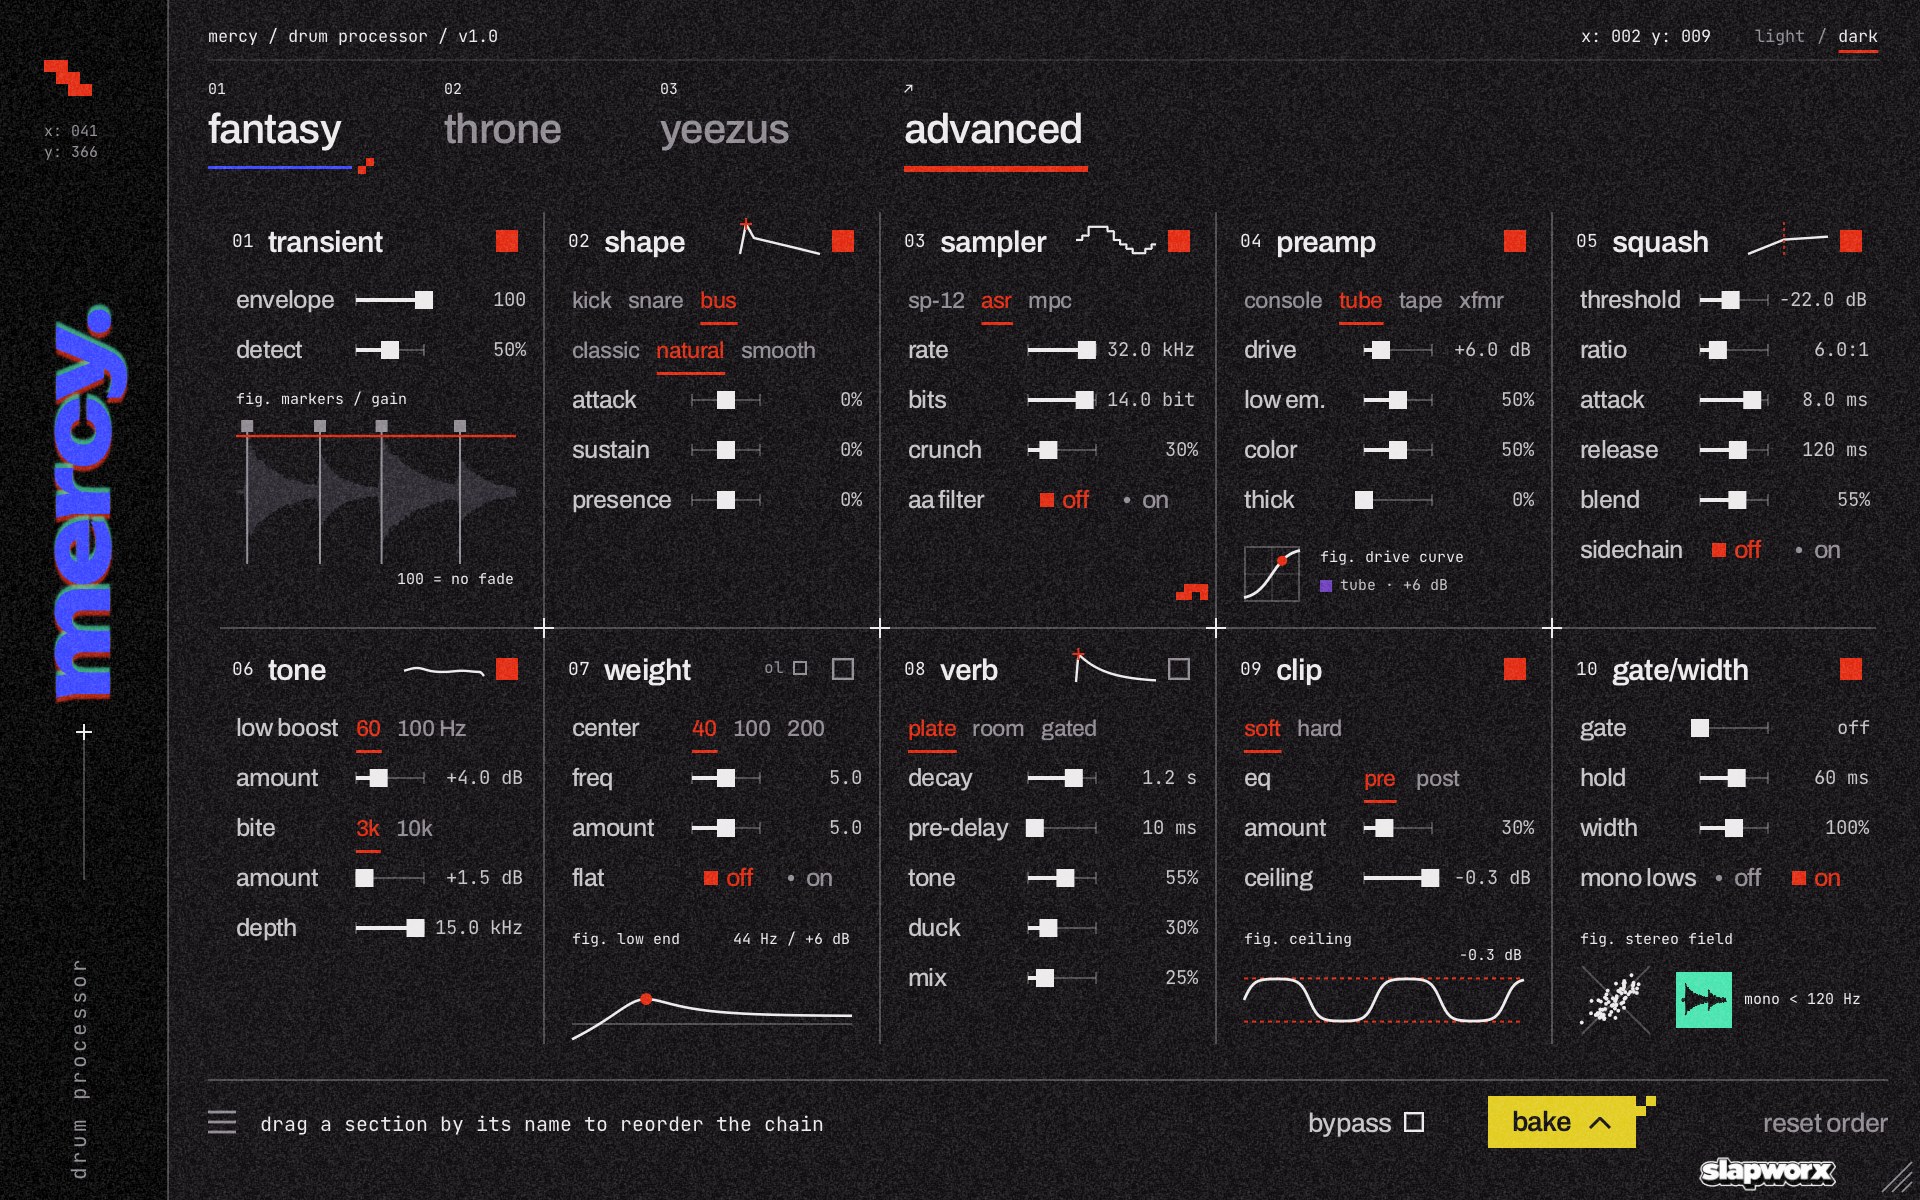 mercy / drum processor / v1.0
x: 002 y: 009
light / dark
x: 041
y: 366
mercy.
drum processor
01
fantasy
02
throne
03
yeezus
↗
advanced
01 transient
envelope 100
detect 50%
fig. markers / gain
100 = no fade
02 shape
kick snare bus
classic natural smooth
attack 0%
sustain 0%
presence 0%
03 sampler
sp-12 asr mpc
rate 32.0 kHz
bits 14.0 bit
crunch 30%
aa filter off • on
04 preamp
console tube tape xfmr
drive +6.0 dB
low em. 50%
color 50%
thick 0%
fig. drive curve
tube · +6 dB
05 squash
threshold -22.0 dB
ratio 6.0:1
attack 8.0 ms
release 120 ms
blend 55%
sidechain off • on
06 tone
low boost 60 100 Hz
amount +4.0 dB
bite 3k 10k
amount +1.5 dB
depth 15.0 kHz
07 weight ol
center 40 100 200
freq 5.0
amount 5.0
flat off • on
fig. low end 44 Hz / +6 dB
08 verb
plate room gated
decay 1.2 s
pre-delay 10 ms
tone 55%
duck 30%
mix 25%
09 clip
soft hard
eq pre post
amount 30%
ceiling -0.3 dB
fig. ceiling
-0.3 dB
10 gate/width
gate off
hold 60 ms
width 100%
mono lows • off on
fig. stereo field
mono < 120 Hz
drag a section by its name to reorder the chain
bypass
bake
reset order
slapworx